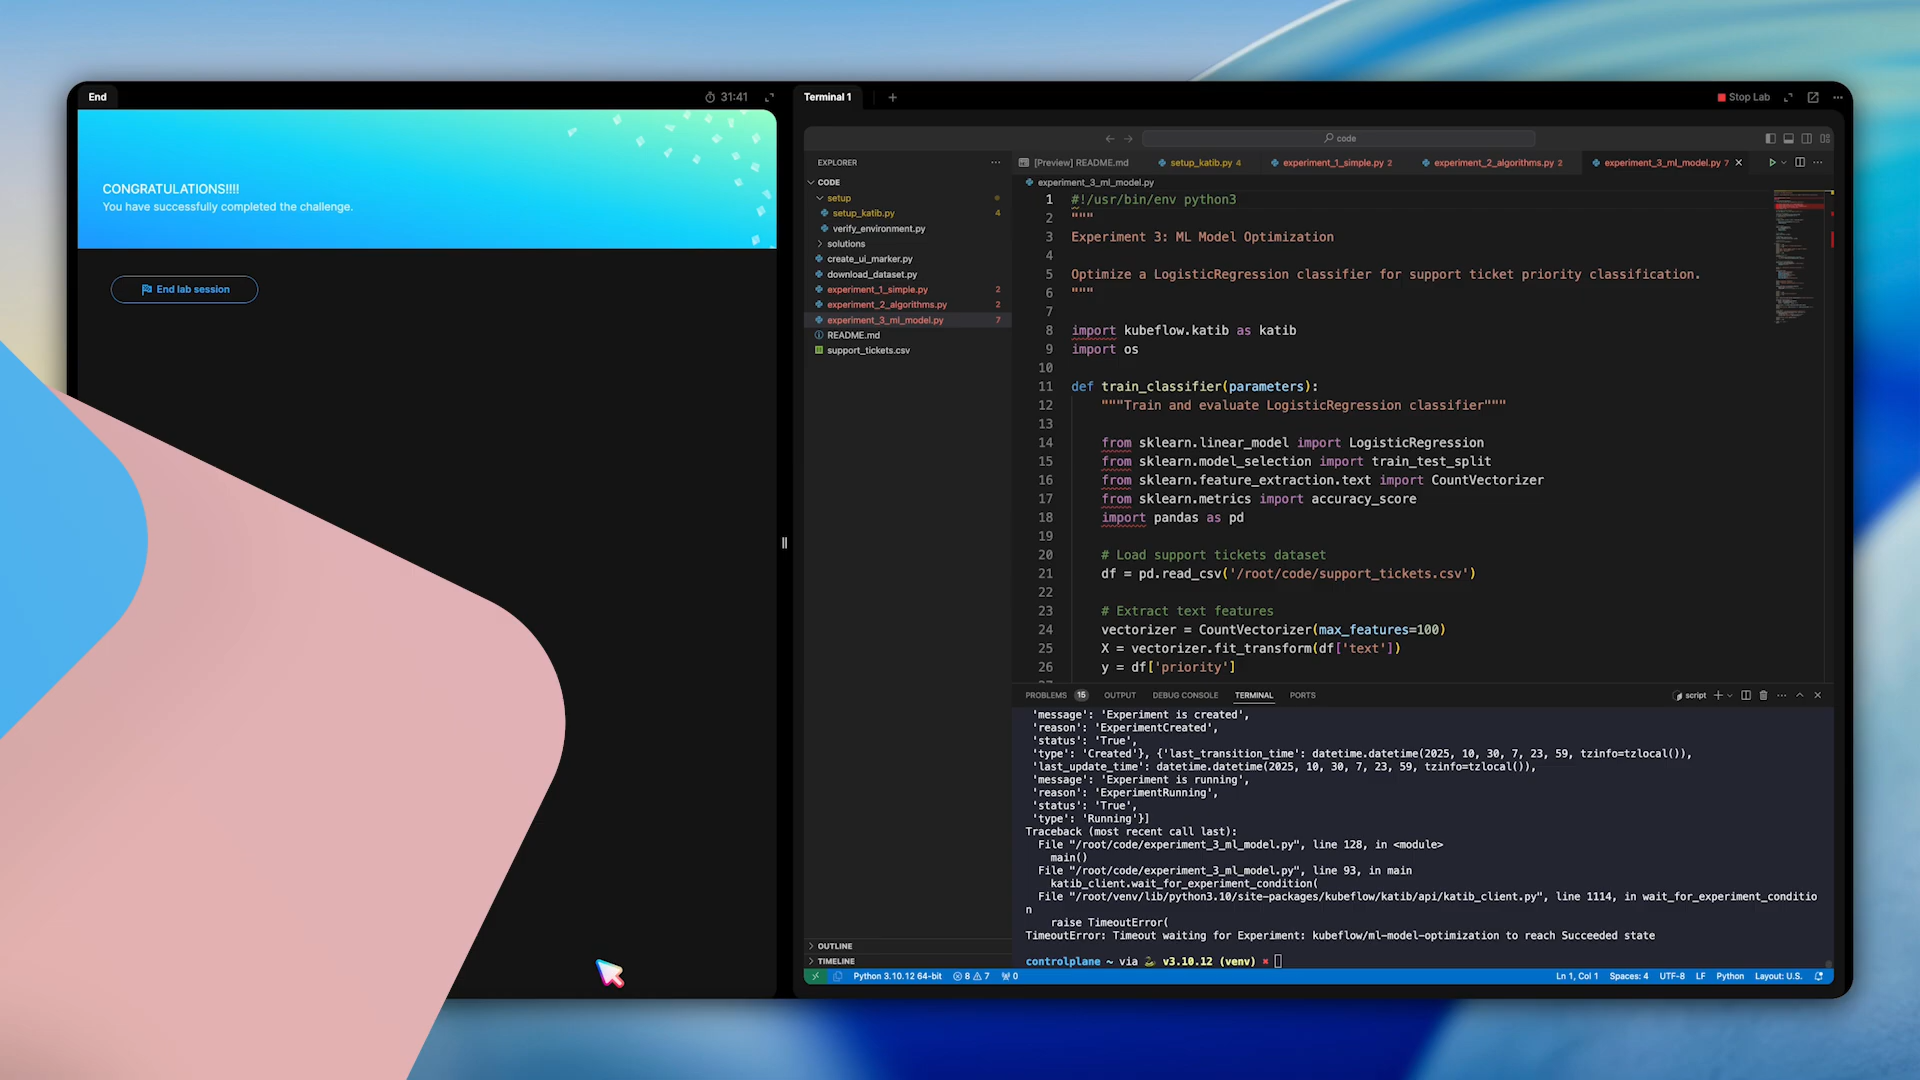 End
31:41
CONGRATULATIONS!!!!
You have successfully completed the challenge.
End lab session
Terminal 1
Stop Lab
code
EXPLORER
CODE
setup
setup_katib.py 4
verify_environment.py
solutions
create_ui_marker.py
download_dataset.py
experiment_1_simple.py 2
experiment_2_algorithms.py 2
experiment_3_ml_model.py 7
README.md
support_tickets.csv
OUTLINE
TIMELINE
[Preview] README.md
setup_katib.py 4
experiment_1_simple.py 2
experiment_2_algorithms.py 2
experiment_3_ml_model.py 7
experiment_3_ml_model.py
1 #!/usr/bin/env python3
2 """
3 Experiment 3: ML Model Optimization
4
5 Optimize a LogisticRegression classifier for support ticket priority classification.
6 """
7
8 import kubeflow.katib as katib
9 import os
10
11 def train_classifier(parameters):
12 """Train and evaluate LogisticRegression classifier"""
13
14 from sklearn.linear_model import LogisticRegression
15 from sklearn.model_selection import train_test_split
16 from sklearn.feature_extraction.text import CountVectorizer
17 from sklearn.metrics import accuracy_score
18 import pandas as pd
19
20 # Load support tickets dataset
21 df = pd.read_csv('/root/code/support_tickets.csv')
22
23 # Extract text features
24 vectorizer = CountVectorizer(max_features=100)
25 X = vectorizer.fit_transform(df['text'])
26 y = df['priority']
PROBLEMS 15 OUTPUT DEBUG CONSOLE TERMINAL PORTS
script
'message': 'Experiment is created',
'reason': 'ExperimentCreated',
'status': 'True',
'type': 'Created'}, {'last_transition_time': datetime.datetime(2025, 10, 30, 7, 23, 59, tzinfo=tzlocal()),
'last_update_time': datetime.datetime(2025, 10, 30, 7, 23, 59, tzinfo=tzlocal()),
'message': 'Experiment is running',
'reason': 'ExperimentRunning',
'status': 'True',
'type': 'Running'}]
Traceback (most recent call last):
File "/root/code/experiment_3_ml_model.py", line 128, in <module>
main()
File "/root/code/experiment_3_ml_model.py", line 93, in main
katib_client.wait_for_experiment_condition(
File "/root/venv/lib/python3.10/site-packages/kubeflow/katib/api/katib_client.py", line 1114, in wait_for_experiment_conditio
n
raise TimeoutError(
TimeoutError: Timeout waiting for Experiment: kubeflow/ml-model-optimization to reach Succeeded state
controlplane ~ via v3.10.12 (venv)
Python 3.10.12 64-bit 8 7 0
Ln 1, Col 1 Spaces: 4 UTF-8 LF Python Layout: U.S.